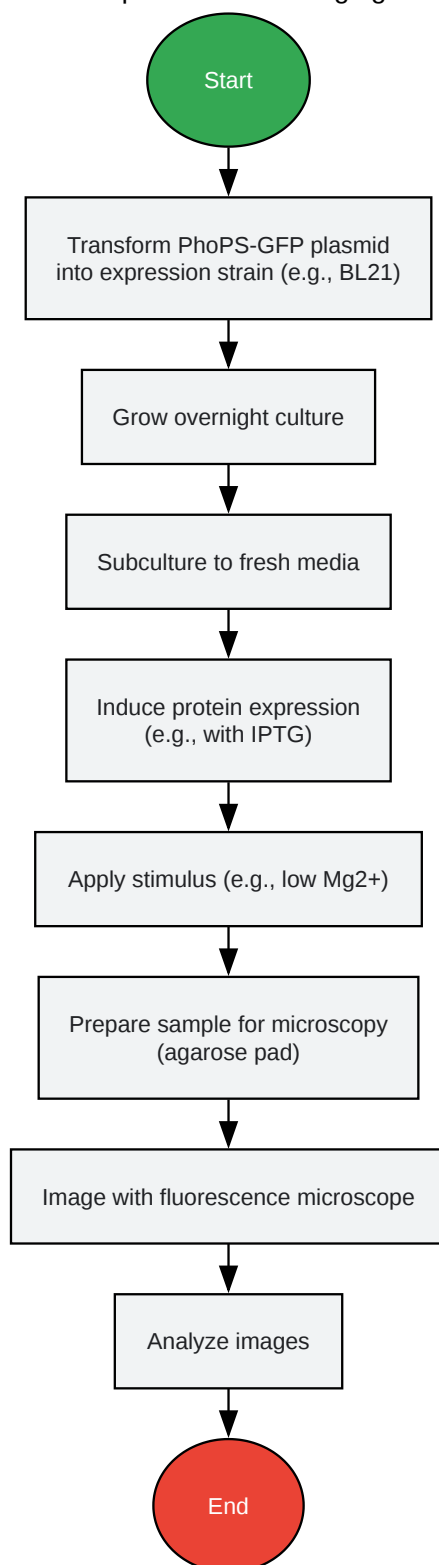 Start
Transform PhoPS-GFP plasmid
into expression strain (e.g., BL21)
Grow overnight culture
Subculture to fresh media
Induce protein expression
(e.g., with IPTG)
Apply stimulus (e.g., low Mg2+)
Prepare sample for microscopy
(agarose pad)
Image with fluorescence microscope
Analyze images
End